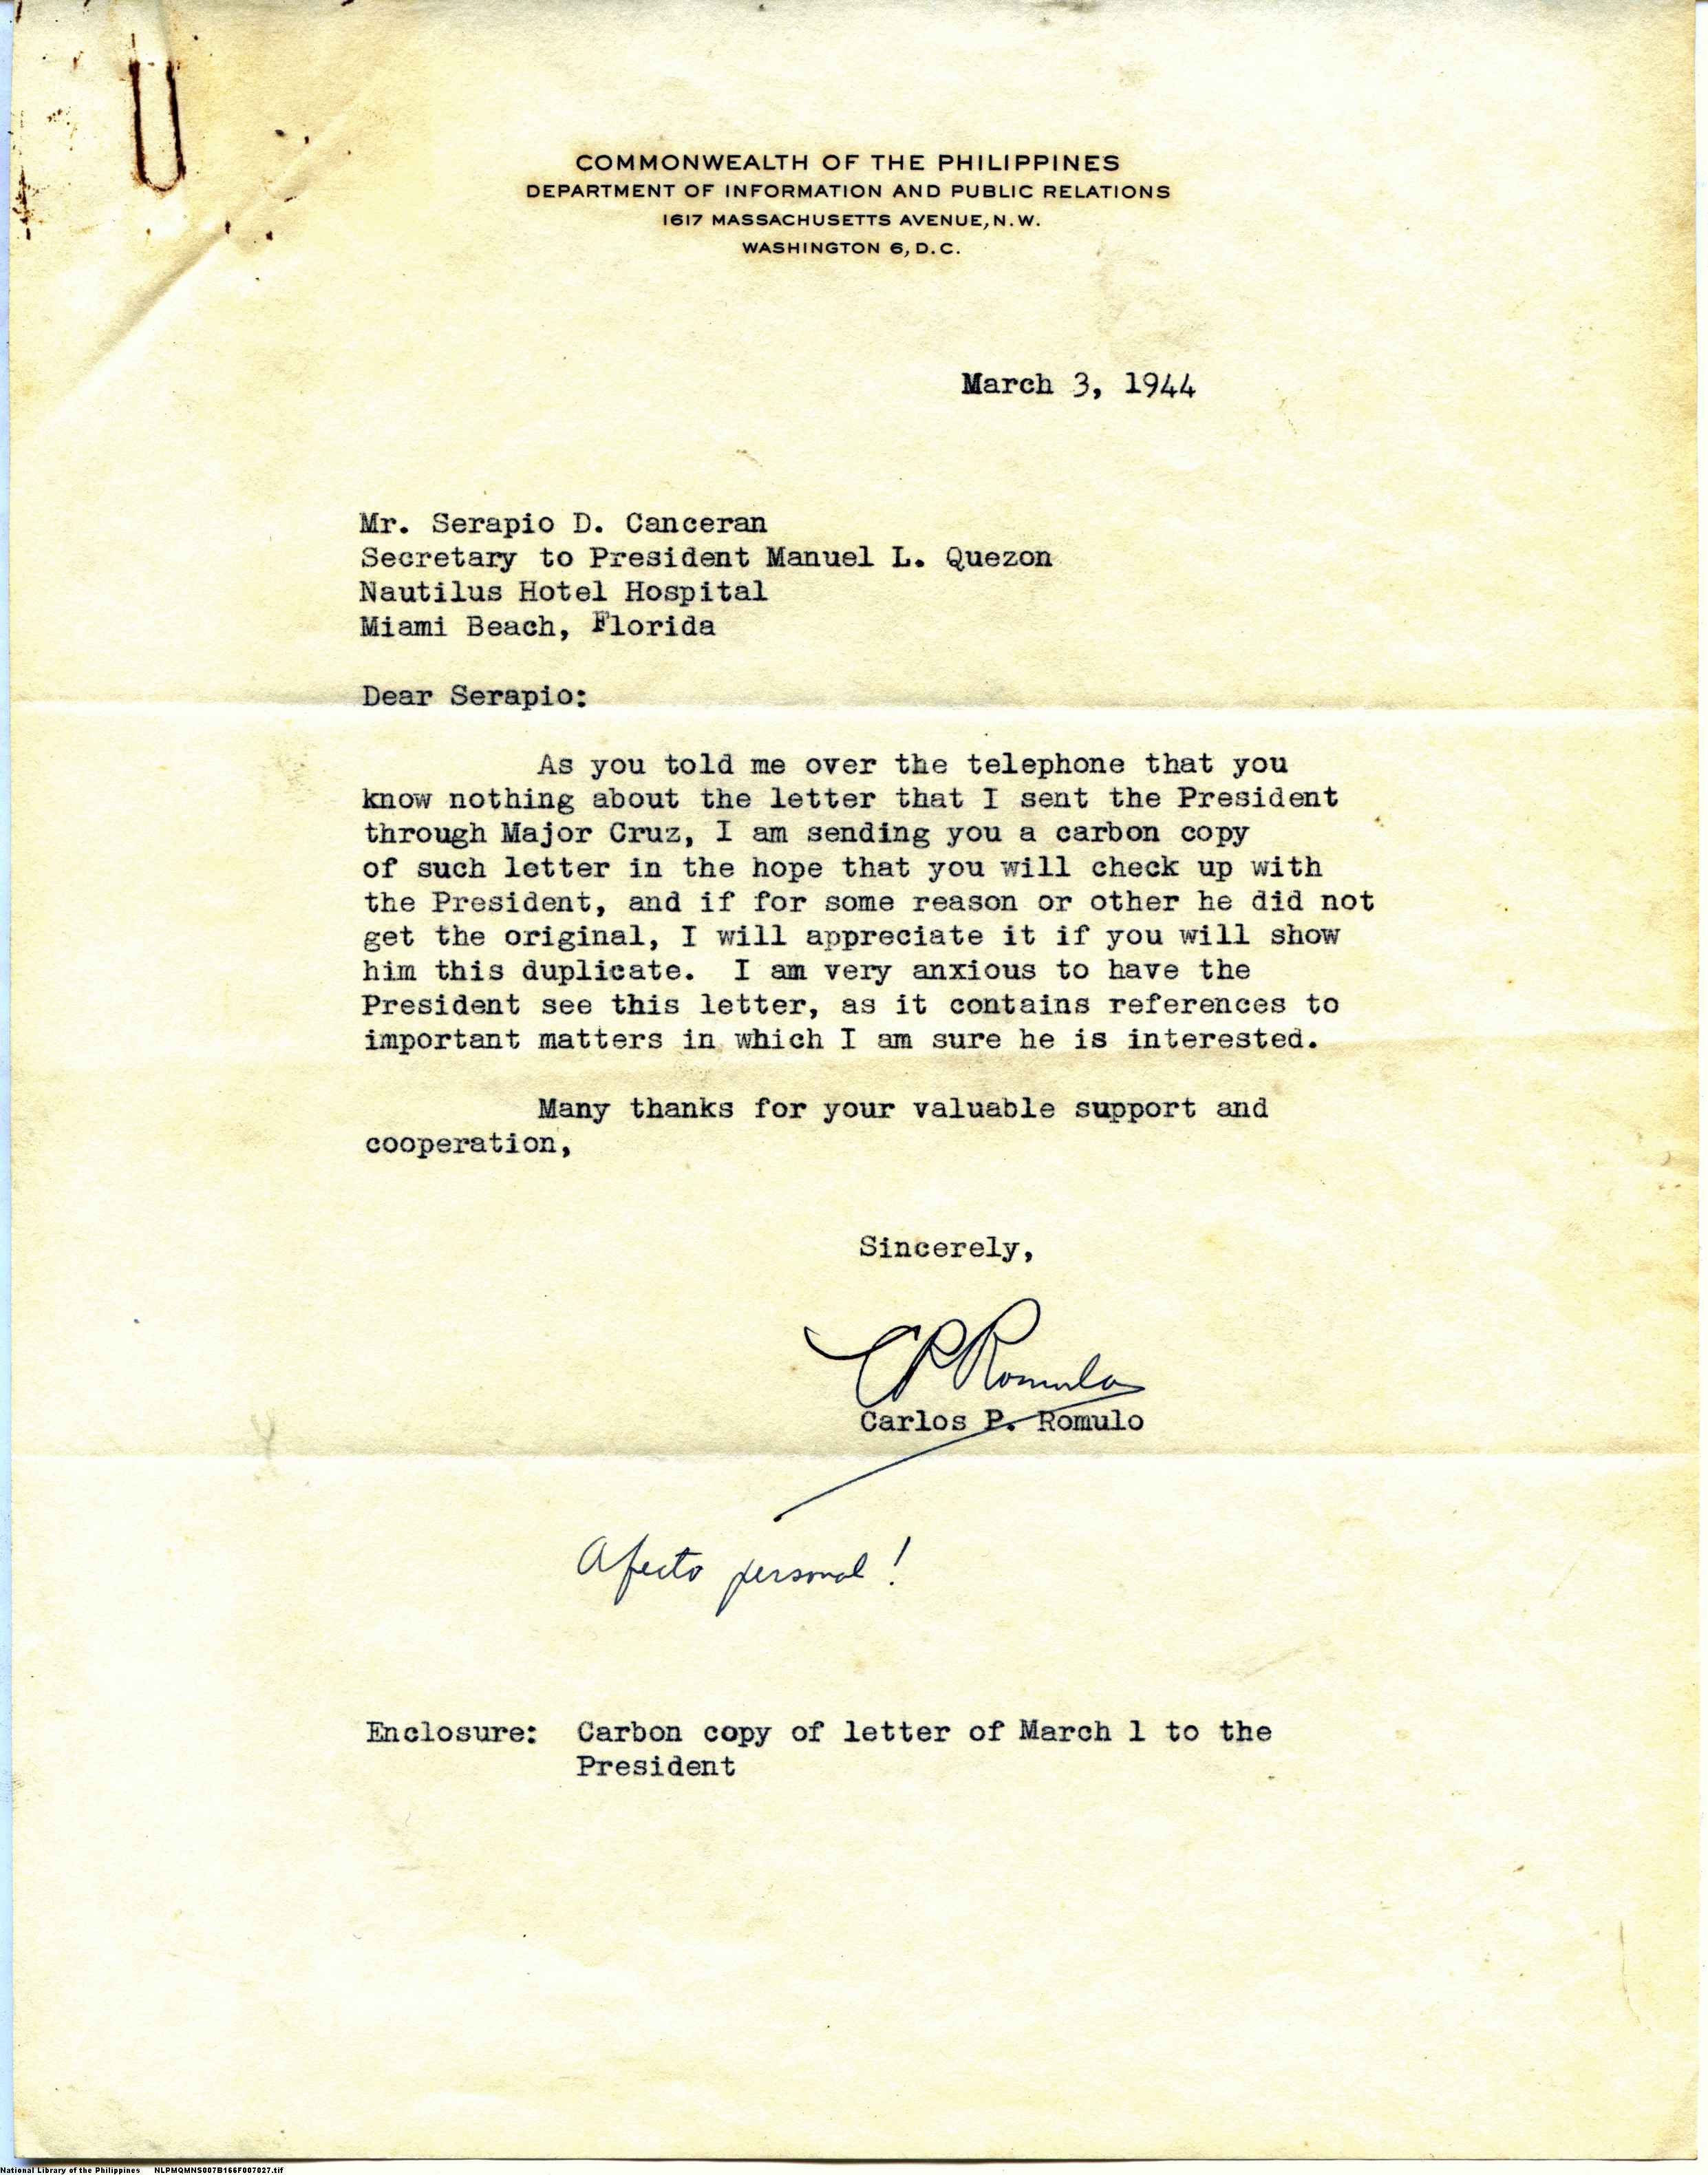 COMMONWEALTH OF THE PHILIPPINES
DEPARTMENT OF INFORMATION AND PUBLIC RELATIONS
1617 MASSACHUSETTS AVENUE, N.W.
WASHINGTON 6, D.C.
March 3, 1944
Mr. Serapio D. Canceran
Secretary to President Manuel L. Quezon
Nautilus Hotel Hospital
Miami Beach, Florida
Dear Serapio:
As you told me over the telephone that you
know nothing about the letter that I sent the President
through Major Cruz, I am sending you a carbon copy
of such letter in the hope that you will check up with
the President, and if for some reason or other he did not
get the original, I will appreciate it if you will show
him this duplicate. I am very anxious to have the
President see this letter, as it contains references to
important matters in which I am sure he is interested.
Many thanks for your valuable support and
cooperation,
Sincerely,
CPRomulo
Carlos P. Romulo
Afecto personal!
Enclosure: Carbon copy of letter of March 1 to the
President
National Library of the Philippines NLPMQMNS007B166F007027.tif